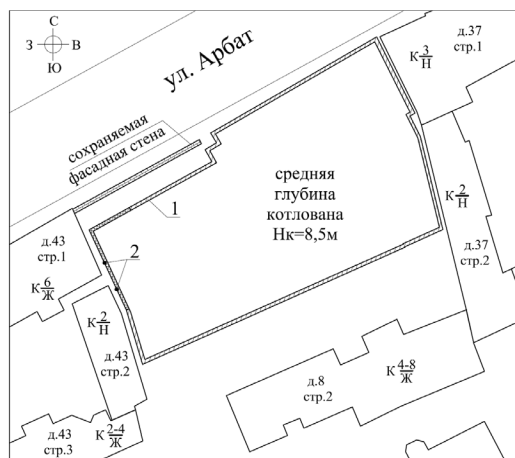 С
З В
Ю
ул. Арбат
сохраняемая
фасадная стена
д.37
стр.1
К 3/Н
средняя
глубина
котлована
Нк=8,5м
1
2
К 2/Н
д.37
стр.2
д.43
стр.1
К 6/Ж
К 2/Н
д.43
стр.2
д.8
стр.2
К 4-8/Ж
д.43
стр.3
К 2-4/Ж